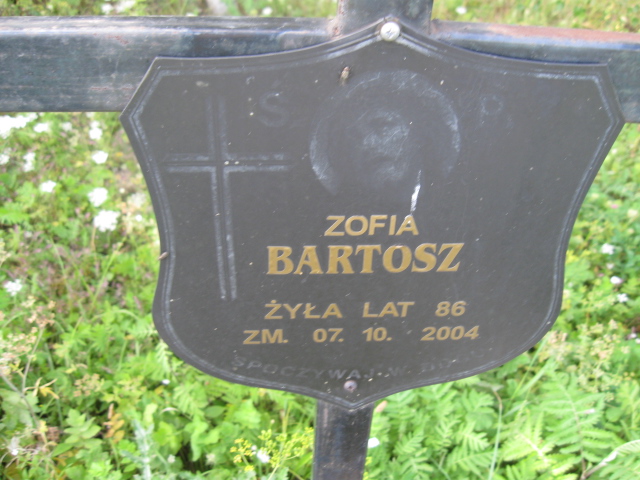 Ś P.
ZOFIA
BARTOSZ
ŻYŁA LAT 86
ZM. 07. 10. 2004
SPOCZYWAJ W